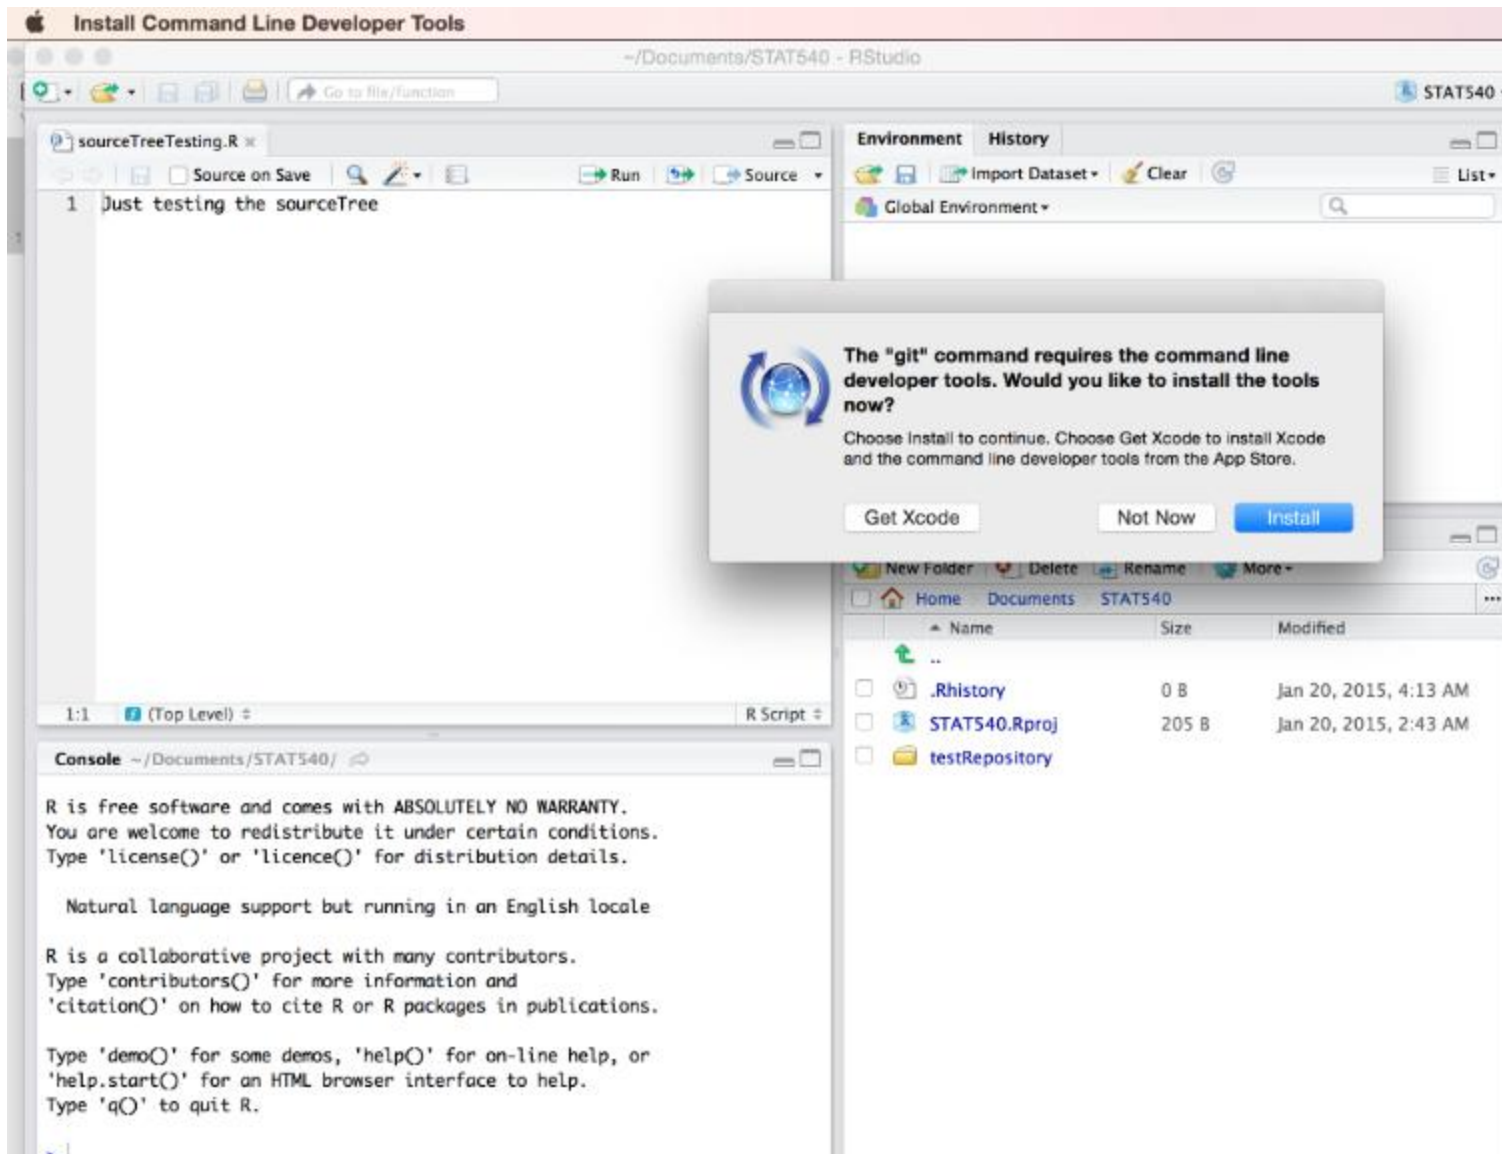 Install Command Line Developer Tools
~/Documents/STAT540 - RStudio
Go to file/function
STAT540
sourceTreeTesting.R
Environment History
Source on Save
Run
Source
Import Dataset
Clear
List
1 Just testing the sourceTree
Global Environment
The "git" command requires the command line
developer tools. Would you like to install the tools
now?
Choose Install to continue. Choose Get Xcode to install Xcode
and the command line developer tools from the App Store.
Get Xcode
Not Now
Install
New Folder Delete Rename More
Home Documents STAT540
Name Size Modified
..
.Rhistory 0 B Jan 20, 2015, 4:13 AM
STAT540.Rproj 205 B Jan 20, 2015, 2:43 AM
testRepository
1:1 (Top Level) R Script
Console ~/Documents/STAT540/
R is free software and comes with ABSOLUTELY NO WARRANTY.
You are welcome to redistribute it under certain conditions.
Type 'license()' or 'licence()' for distribution details.
Natural language support but running in an English locale
R is a collaborative project with many contributors.
Type 'contributors()' for more information and
'citation()' on how to cite R or R packages in publications.
Type 'demo()' for some demos, 'help()' for on-line help, or
'help.start()' for an HTML browser interface to help.
Type 'q()' to quit R.